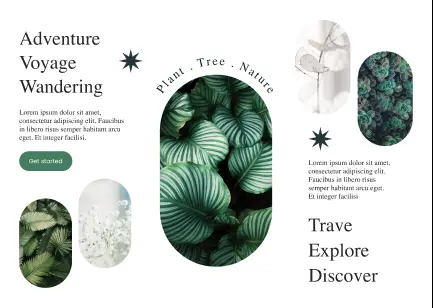 Adventure
Voyage
Wandering
Lorem ipsum dolor sit amet,
consectetur adipiscing elit. Faucibus
in libero risus semper habitant arcu
eget. Et integer facilisi.
Get started
Plant . Tree . Nature
Lorem ipsum dolor sit amet,
consectetur adipiscing elit.
Faucibus in libero risus
semper habitant arcu eget.
Et integer facilisi
Trave
Explore
Discover